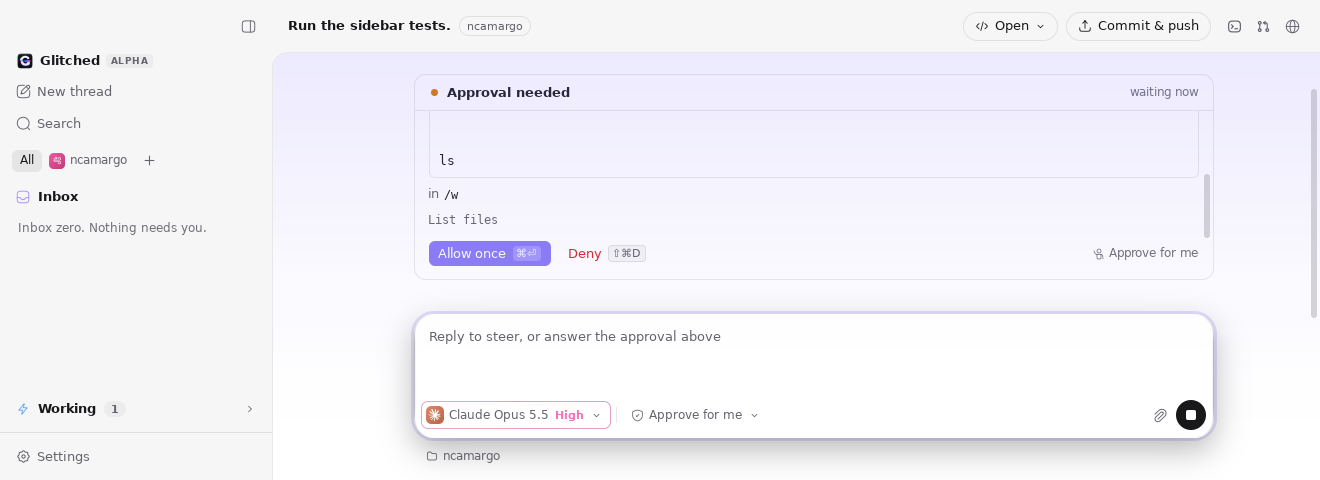 Run the sidebar tests.
ncamargo
Open
Commit & push
Glitched ALPHA
New thread
Search
All
ncamargo
Inbox
Inbox zero. Nothing needs you.
Working 1
Settings
Approval needed
waiting now
ls
in /w
List files
Allow once ⌘⏎
Deny ⇧⌘D
Approve for me
Reply to steer, or answer the approval above
Claude Opus 5.5 High
Approve for me
ncamargo